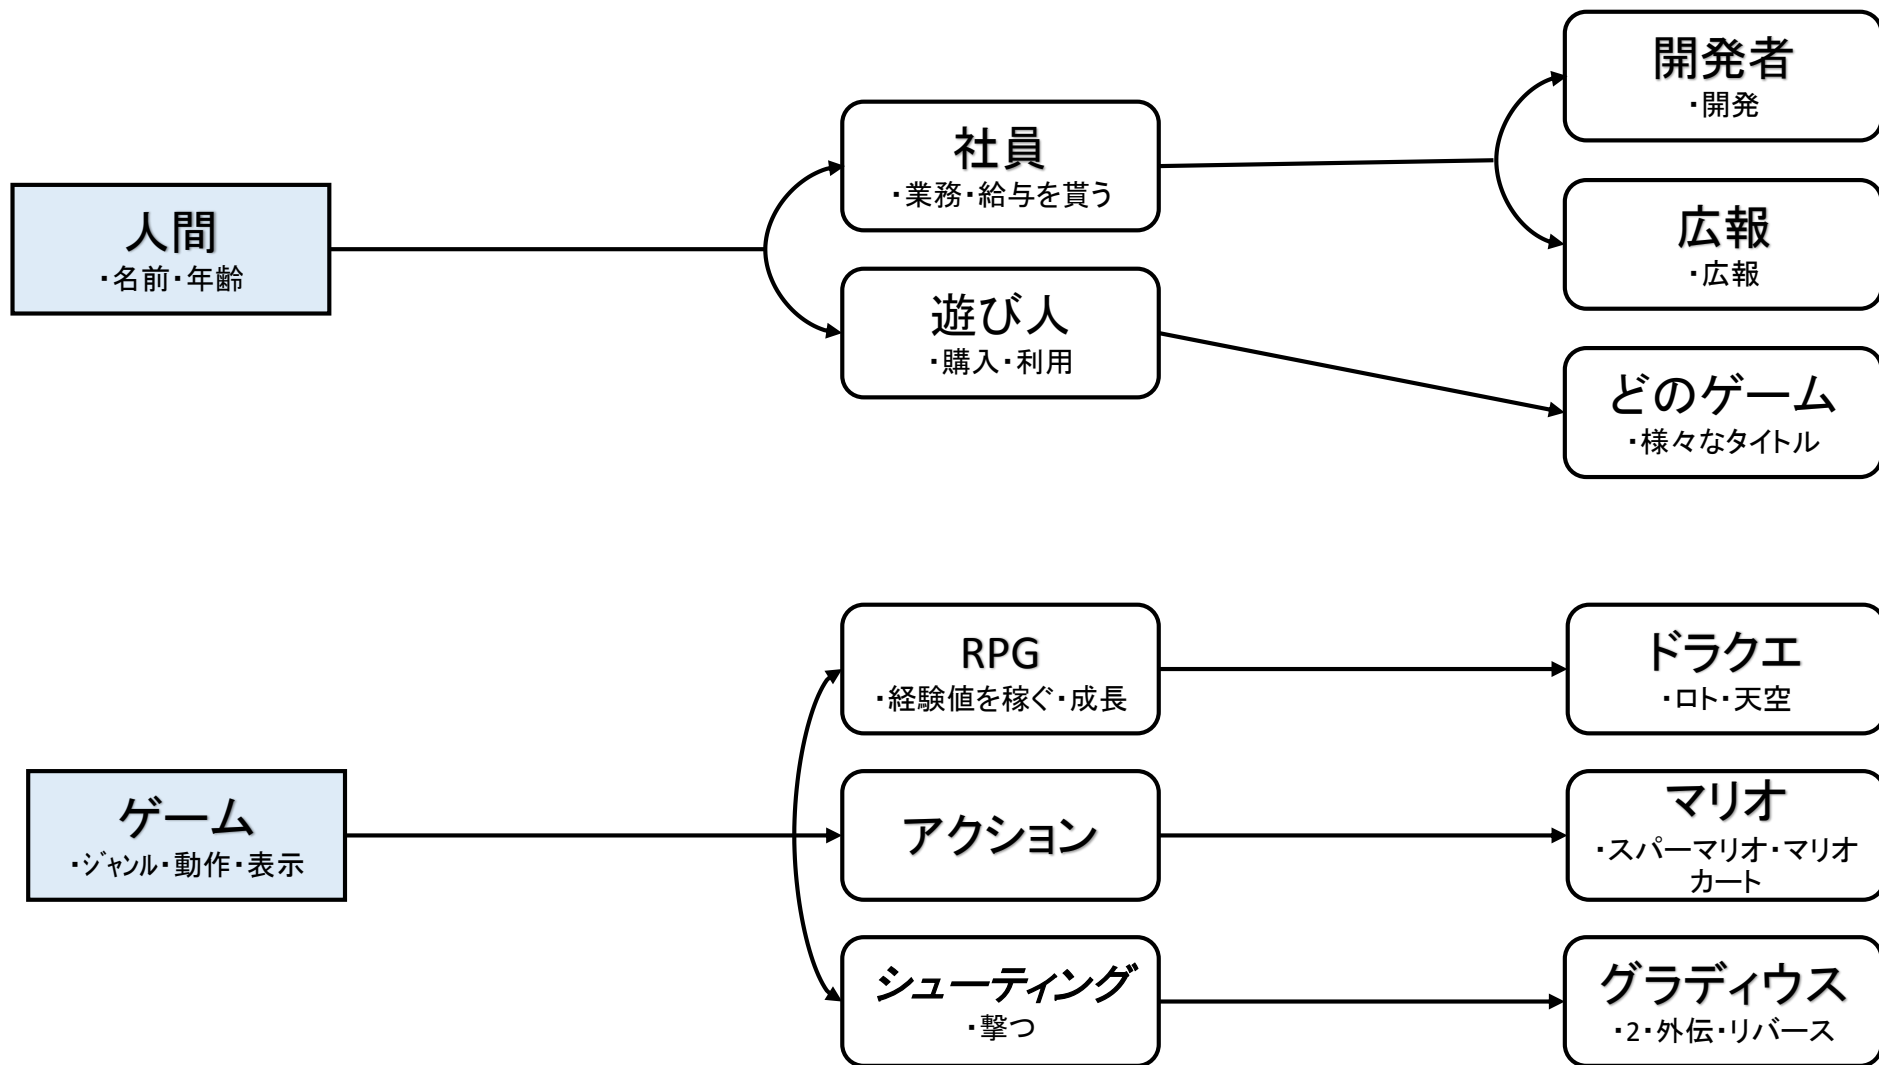 人間
・名前・年齢
社員
・業務・給与を貰う
遊び人
・購入・利用
開発者
・開発
広報
・広報
どのゲーム
・様々なタイトル
ゲーム
・ジャンル・動作・表示
RPG
・経験値を稼ぐ・成長
アクション
シューティング
・撃つ
ドラクエ
・ロト・天空
マリオ
・スパーマリオ・マリオ
カート
グラディウス
・2・外伝・リバース